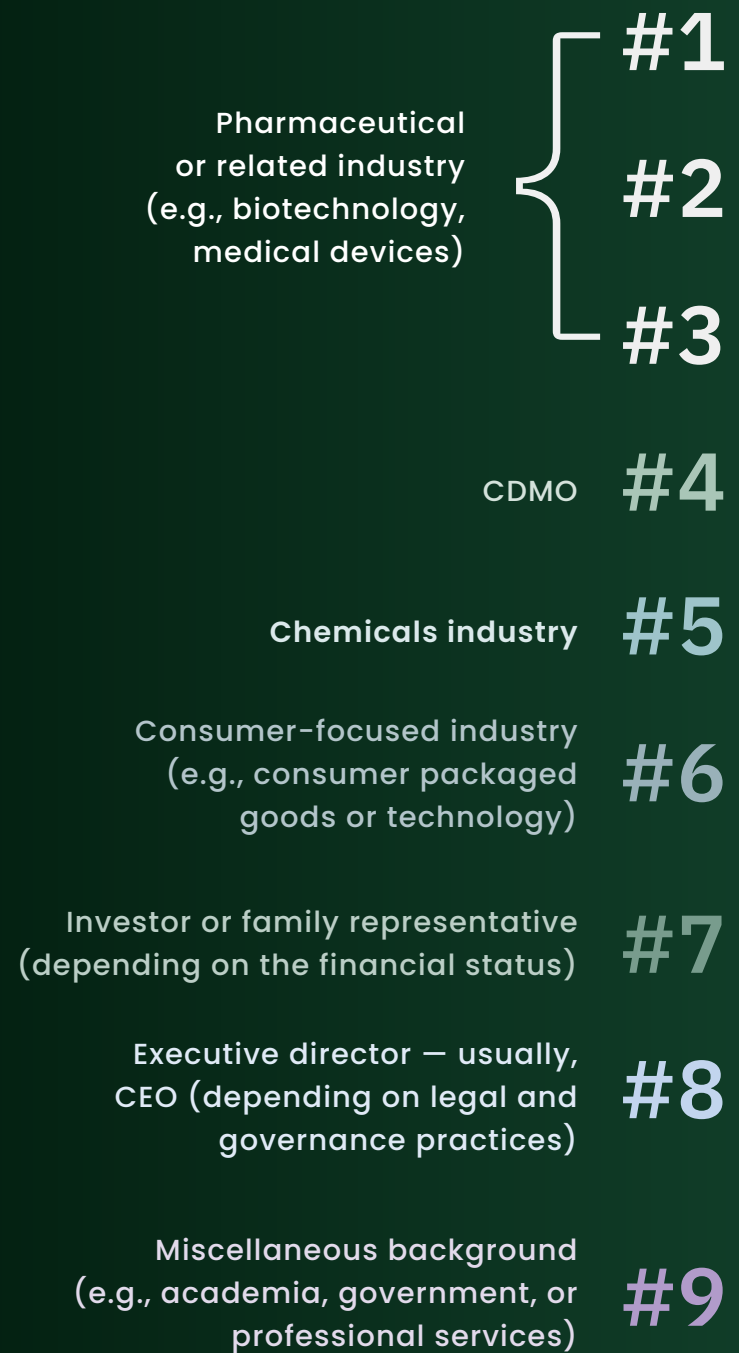 #1
Pharmaceutical
or related industry
(e.g., biotechnology,
medical devices)
#2
#3
CDMO #4
Chemicals industry #5
Consumer-focused industry
(e.g., consumer packaged
goods or technology)
#6
Investor or family representative
(depending on the financial status)
#7
Executive director — usually,
CEO (depending on legal and
governance practices)
#8
Miscellaneous background
(e.g., academia, government, or
professional services)
#9